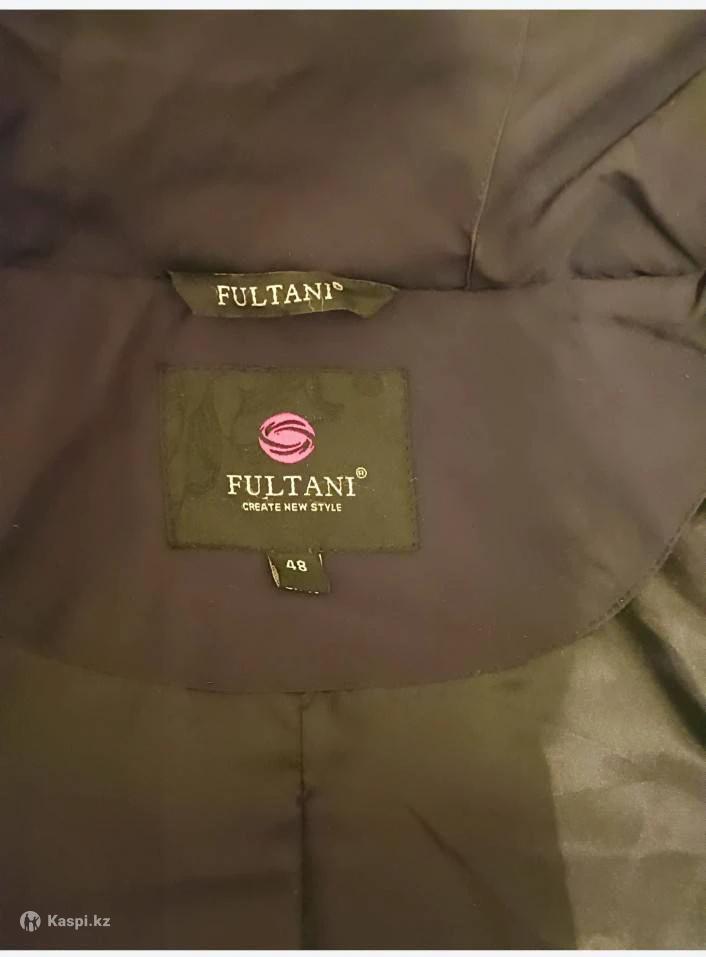 FULTANI®
FULTANI®
CREATE NEW STYLE
48
Kaspi.kz